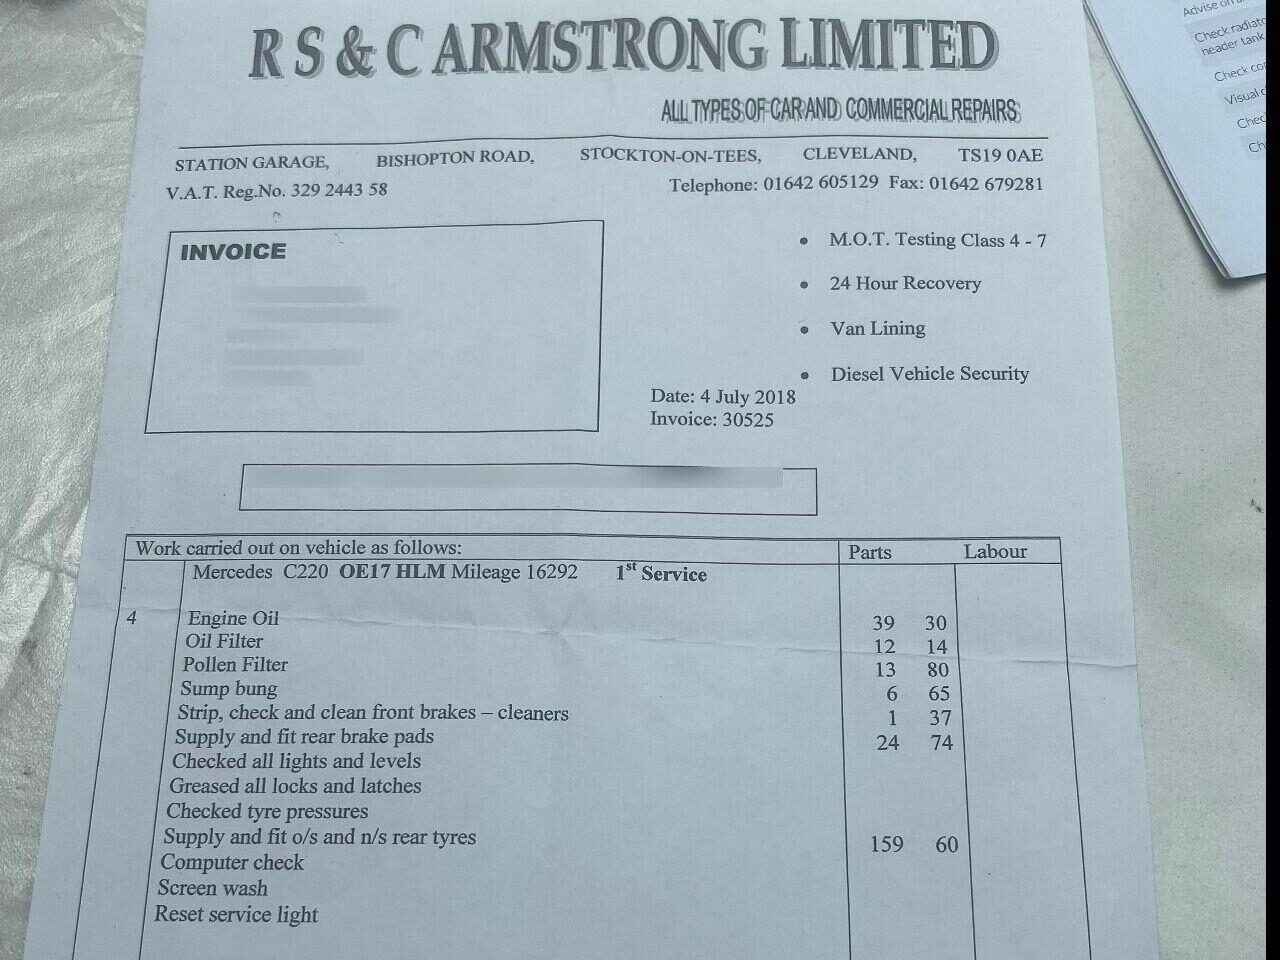 R S & C ARMSTRONG LIMITED
ALL TYPES OF CAR AND COMMERCIAL REPAIRS
STATION GARAGE, BISHOPTON ROAD, STOCKTON-ON-TEES, CLEVELAND, TS19 0AE
V.A.T. Reg.No. 329 2443 58 Telephone: 01642 605129 Fax: 01642 679281
INVOICE
• M.O.T. Testing Class 4 - 7
• 24 Hour Recovery
• Van Lining
• Diesel Vehicle Security
Date: 4 July 2018
Invoice: 30525
Work carried out on vehicle as follows: Parts Labour
Mercedes C220 OE17 HLM Mileage 16292 1st Service
4 Engine Oil 39 30
Oil Filter 12 14
Pollen Filter 13 80
Sump bung 6 65
Strip, check and clean front brakes – cleaners 1 37
Supply and fit rear brake pads 24 74
Checked all lights and levels
Greased all locks and latches
Checked tyre pressures
Supply and fit o/s and n/s rear tyres 159 60
Computer check
Screen wash
Reset service light
Advise on
Check
header tank
Check
Visual